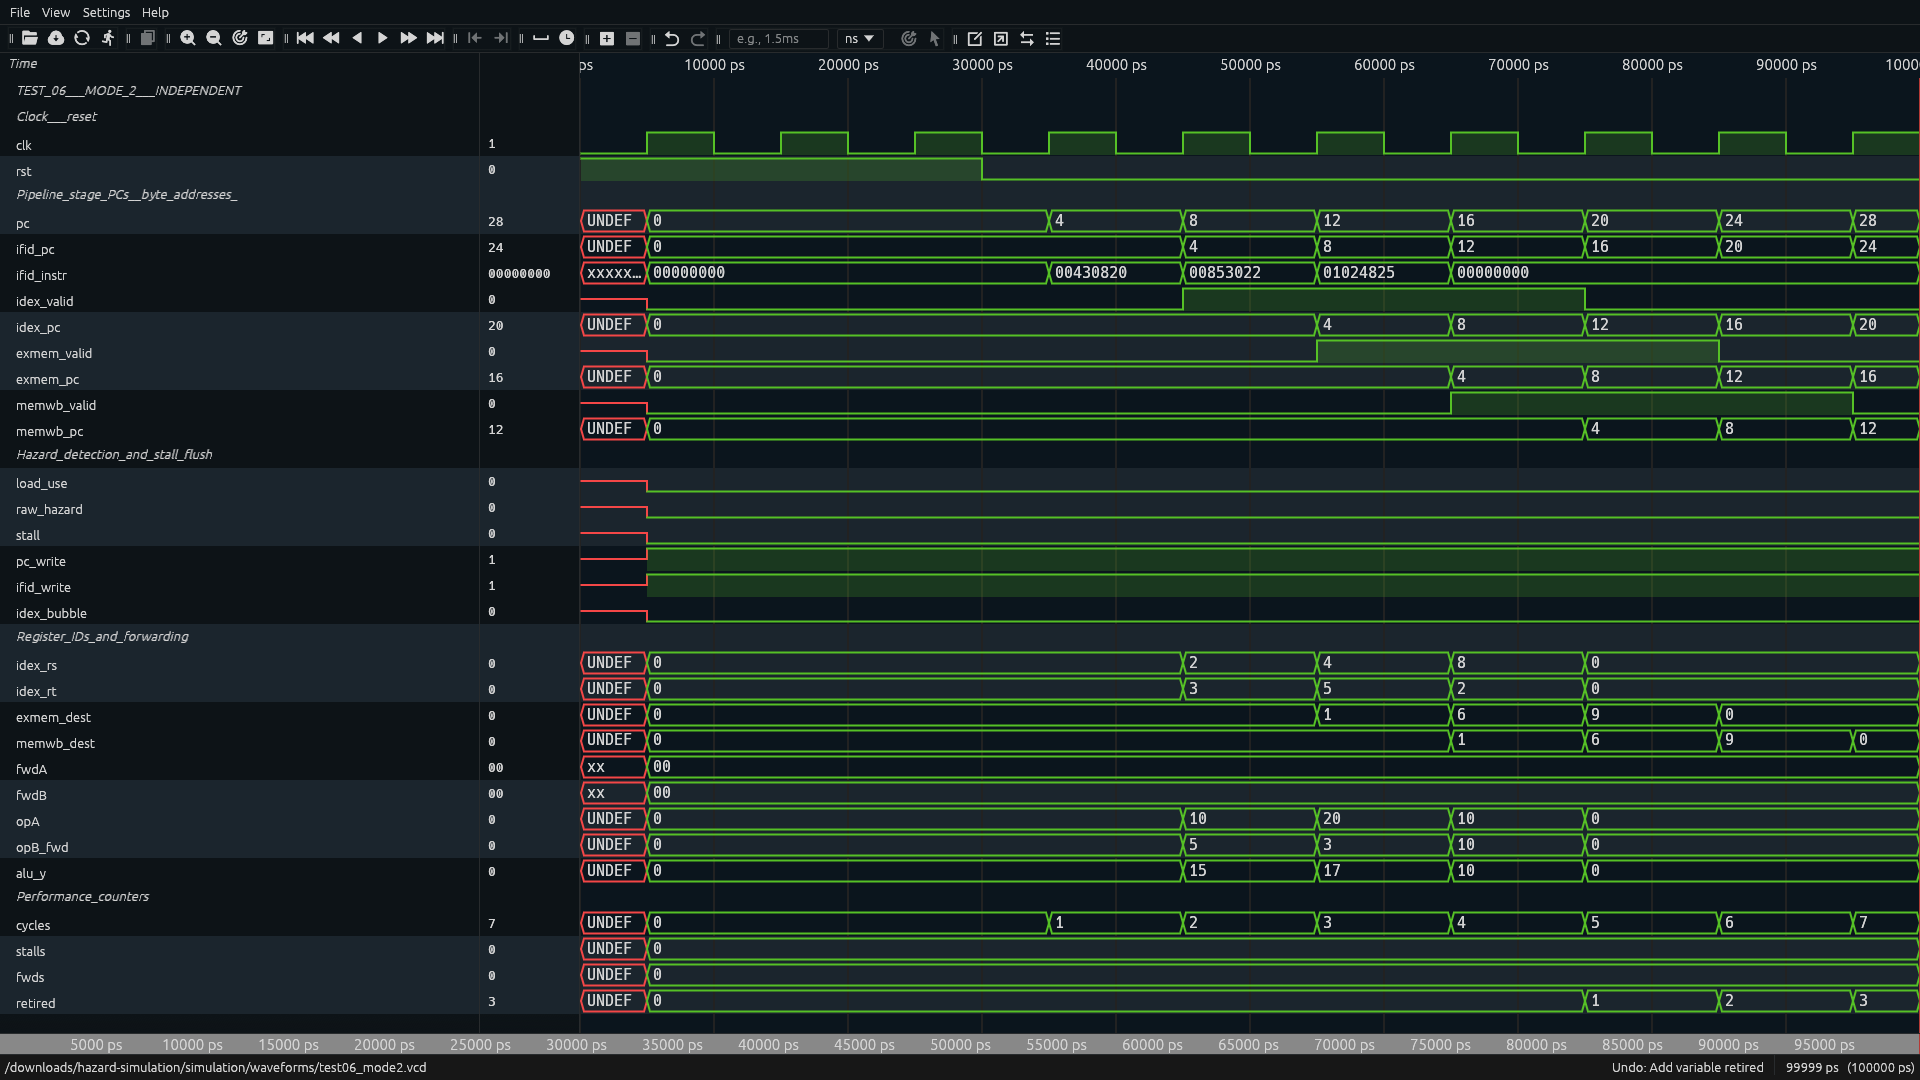 File View Settings Help
e.g., 1.5ms ns
Time ps 10000 ps 20000 ps 30000 ps 40000 ps 50000 ps 60000 ps 70000 ps 80000 ps 90000 ps 1000
TEST_06___MODE_2___INDEPENDENT
Clock___reset
clk 1
rst 0
Pipeline_stage_PCs__byte_addresses_
pc 28 UNDEF 0 4 8 12 16 20 24 28
ifid_pc 24 UNDEF 0 4 8 12 16 20 24
ifid_instr 00000000 xxxxx... 00000000 00430820 00853022 01024825 00000000
idex_valid 0
idex_pc 20 UNDEF 0 4 8 12 16 20
exmem_valid 0
exmem_pc 16 UNDEF 0 4 8 12 16
memwb_valid 0
memwb_pc 12 UNDEF 0 4 8 12
Hazard_detection_and_stall_flush
load_use 0
raw_hazard 0
stall 0
pc_write 1
ifid_write 1
idex_bubble 0
Register_IDs_and_forwarding
idex_rs 0 UNDEF 0 2 4 8 0
idex_rt 0 UNDEF 0 3 5 2 0
exmem_dest 0 UNDEF 0 1 6 9 0
memwb_dest 0 UNDEF 0 1 6 9 0
fwdA 00 xx 00
fwdB 00 xx 00
opA 0 UNDEF 0 10 20 10 0
opB_fwd 0 UNDEF 0 5 3 10 0
alu_y 0 UNDEF 0 15 17 10 0
Performance_counters
cycles 7 UNDEF 0 1 2 3 4 5 6 7
stalls 0 UNDEF 0
fwds 0 UNDEF 0
retired 3 UNDEF 0 1 2 3
5000 ps 10000 ps 15000 ps 20000 ps 25000 ps 30000 ps 35000 ps 40000 ps 45000 ps 50000 ps 55000 ps 60000 ps 65000 ps 70000 ps 75000 ps 80000 ps 85000 ps 90000 ps 95000 ps
/downloads/hazard-simulation/simulation/waveforms/test06_mode2.vcd Undo: Add variable retired 99999 ps (100000 ps)